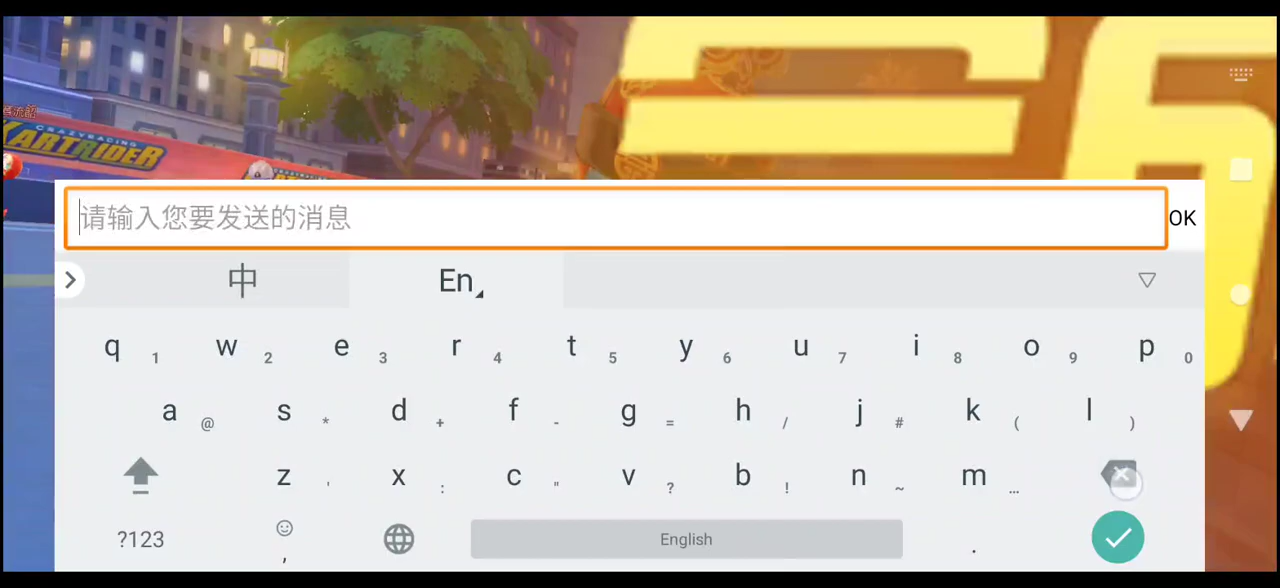 CRAZYRACING
KARTRIDER
请输入您要发送的消息
OK
中
En
q 1 w 2 e 3 r 4 t 5 y 6 u 7 i 8 o 9 p 0
a @ s * d + f - g = h / j # k ( l )
z ' x : c " v ? b ! n ~ m …
?123 , English .